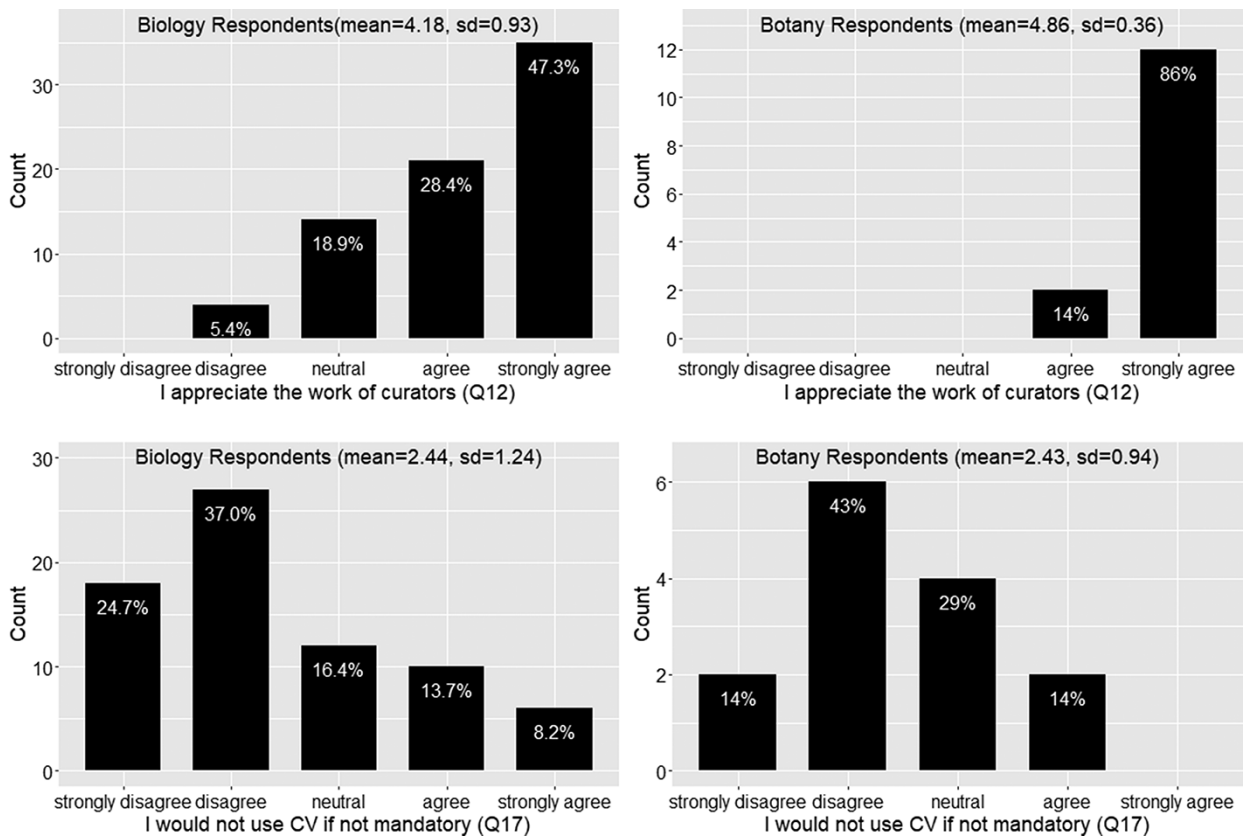 Biology Respondents(mean=4.18, sd=0.93)
Count
30
20
10
0
47.3%
28.4%
18.9%
5.4%
strongly disagree disagree neutral agree strongly agree
I appreciate the work of curators (Q12)
Botany Respondents (mean=4.86, sd=0.36)
Count
12
10
8
6
4
2
0
86%
14%
strongly disagree disagree neutral agree strongly agree
I appreciate the work of curators (Q12)
Biology Respondents (mean=2.44, sd=1.24)
Count
30
20
10
0
24.7%
37.0%
16.4%
13.7%
8.2%
strongly disagree disagree neutral agree strongly agree
I would not use CV if not mandatory (Q17)
Botany Respondents (mean=2.43, sd=0.94)
Count
6
4
2
0
14%
43%
29%
14%
strongly disagree disagree neutral agree strongly agree
I would not use CV if not mandatory (Q17)